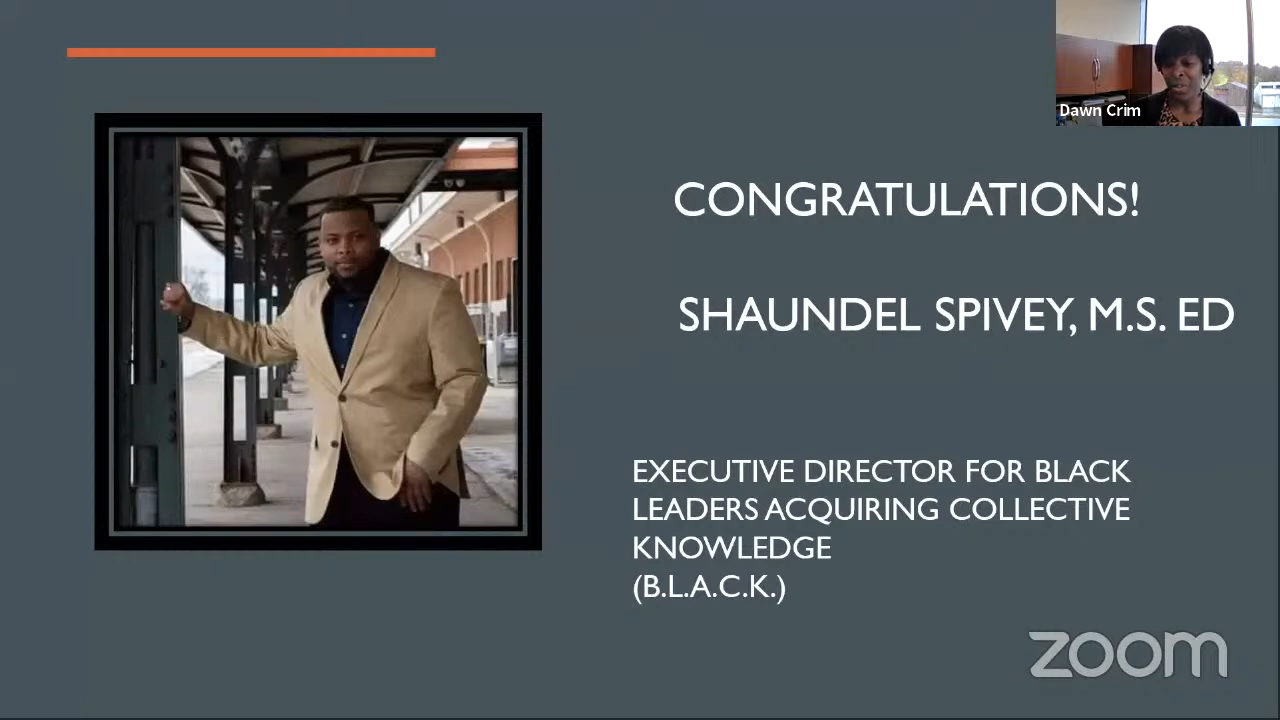 Dawn Crim
CONGRATULATIONS!
SHAUNDEL SPIVEY, M.S. ED
EXECUTIVE DIRECTOR FOR BLACK
LEADERS ACQUIRING COLLECTIVE
KNOWLEDGE
(B.L.A.C.K.)
zoom